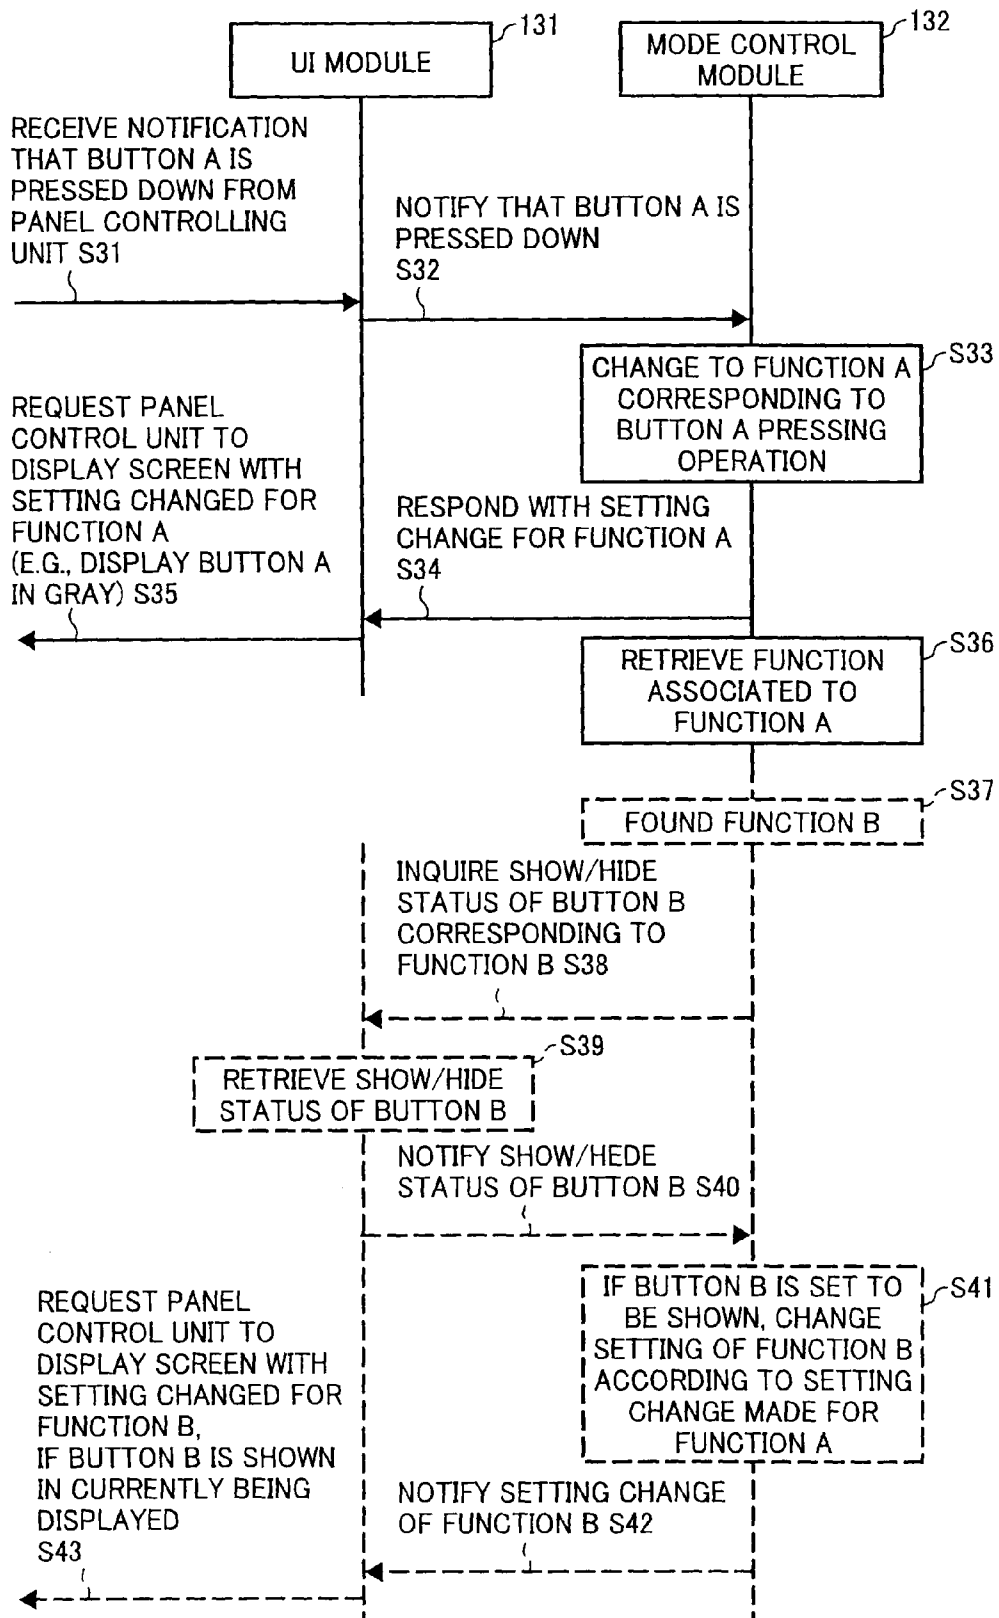 131
UI MODULE
132
MODE CONTROL
MODULE
RECEIVE NOTIFICATION
THAT BUTTON A IS
PRESSED DOWN FROM
PANEL CONTROLLING
UNIT S31
NOTIFY THAT BUTTON A IS
PRESSED DOWN
S32
S33
CHANGE TO FUNCTION A
CORRESPONDING TO
BUTTON A PRESSING
OPERATION
REQUEST PANEL
CONTROL UNIT TO
DISPLAY SCREEN WITH
SETTING CHANGED FOR
FUNCTION A
(E.G., DISPLAY BUTTON A
IN GRAY) S35
RESPOND WITH SETTING
CHANGE FOR FUNCTION A
S34
S36
RETRIEVE FUNCTION
ASSOCIATED TO
FUNCTION A
S37
FOUND FUNCTION B
INQUIRE SHOW/HIDE
STATUS OF BUTTON B
CORRESPONDING TO
FUNCTION B S38
S39
RETRIEVE SHOW/HIDE
STATUS OF BUTTON B
NOTIFY SHOW/HEDE
STATUS OF BUTTON B S40
S41
IF BUTTON B IS SET TO
BE SHOWN, CHANGE
SETTING OF FUNCTION B
ACCORDING TO SETTING
CHANGE MADE FOR
FUNCTION A
REQUEST PANEL
CONTROL UNIT TO
DISPLAY SCREEN WITH
SETTING CHANGED FOR
FUNCTION B,
IF BUTTON B IS SHOWN
IN CURRENTLY BEING
DISPLAYED
S43
NOTIFY SETTING CHANGE
OF FUNCTION B S42